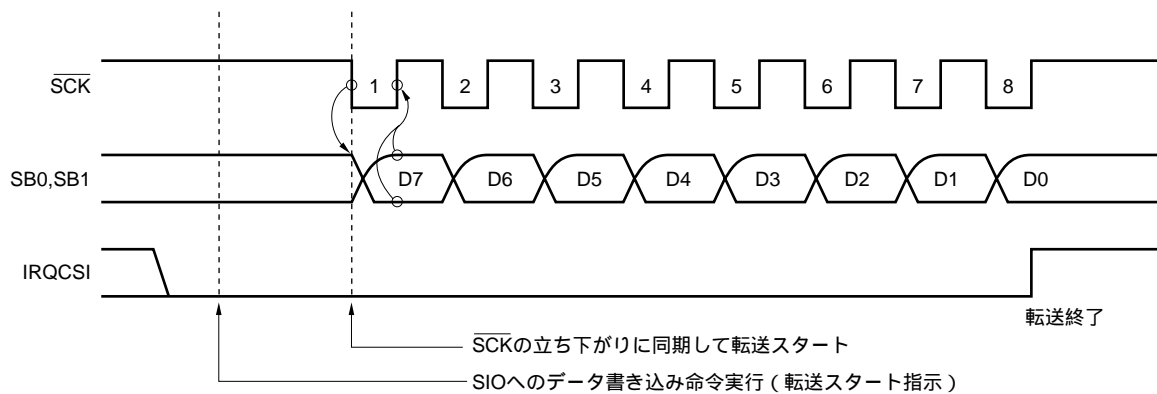 SCK
1 2 3 4 5 6 7 8
SB0,SB1
D7 D6 D5 D4 D3 D2 D1 D0
IRQCSI
転送終了
SCKの立ち下がりに同期して転送スタート
SIOへのデータ書き込み命令実行(転送スタート指示)